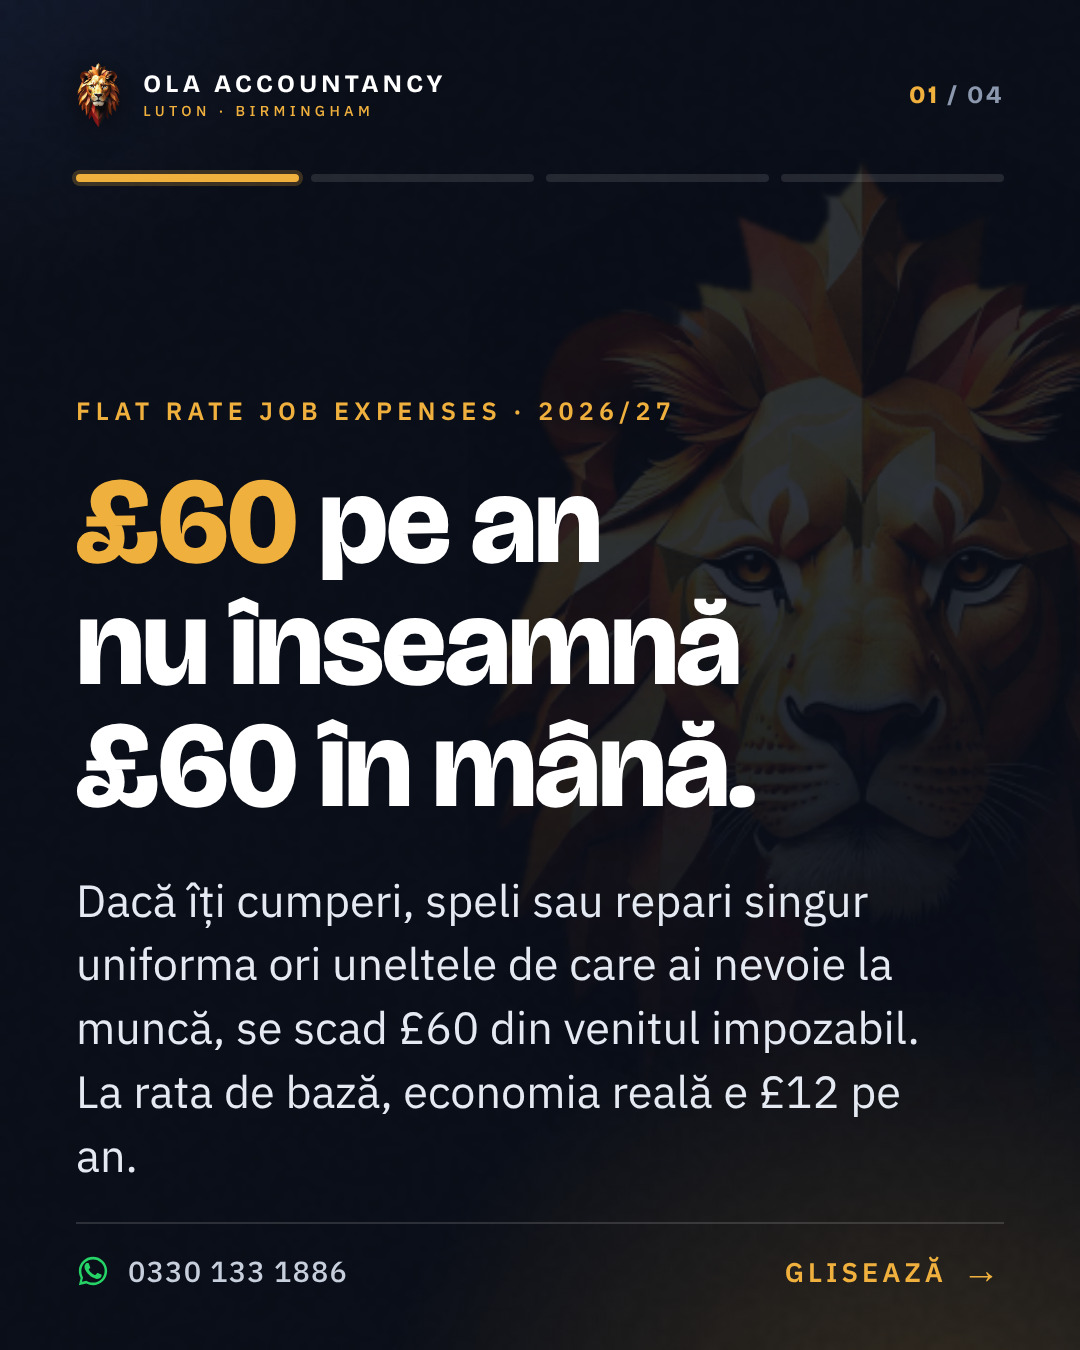 OLA ACCOUNTANCY
LUTON · BIRMINGHAM
01 / 04
FLAT RATE JOB EXPENSES · 2026/27
£60 pe an
nu înseamnă
£60 în mână.
Dacă îți cumperi, speli sau repari singur
uniforma ori uneltele de care ai nevoie la
muncă, se scad £60 din venitul impozabil.
La rata de bază, economia reală e £12 pe
an.
0330 133 1886
GLISEAZĂ →